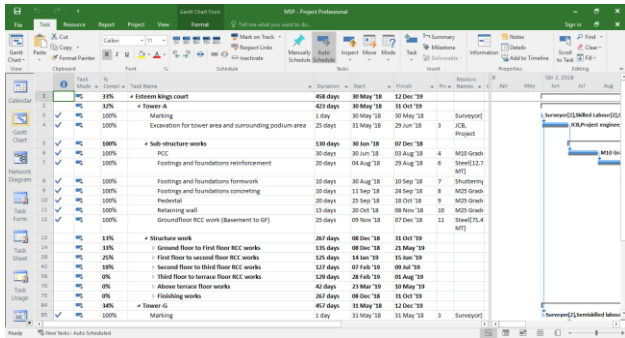 Gantt Chart Tools MSP - Project Professional
File Task Resource Report Project View Format Tell me what you want to do... Sign in
Gantt Chart Paste Cut Copy Format Painter Calibri 11 B I U Mark on Track Respect Links Inactivate Manually Schedule Auto Schedule Inspect Move Mode Task Summary Milestone Deliverable Information Notes Details Add to Timeline Scroll to Task Find Clear Fill
View Clipboard Font Schedule Tasks Insert Properties Editing
Task Mode % Compl Task Name Duration Start Finish Pre Resource Names Qtr 2, 2018 Apr May Jun Jul Aug
1 33% Esteem kings court 458 days 30 May '18 12 Dec '19
2 32% Tower-A 423 days 30 May '18 31 Oct '19
3 100% Marking 1 day 30 May '18 30 May '18 Surveyor[ Surveyor[2],Skilled Labour[2],
4 100% Excavation for tower area and surrounding podium area 25 days 31 May '18 29 Jun '18 3 JCB, Project JCB,Project engineer
5 100% Sub-structure works 130 days 30 Jun '18 07 Dec '18
6 100% PCC 30 days 30 Jun '18 03 Aug '18 4 M10 Grade
7 100% Footings and foundations reinforcement 20 days 04 Aug '18 29 Aug '18 6 Steel[12. MT]
8 100% Footings and foundations formwork 10 days 30 Aug '18 10 Sep '18 7 Shuttering
9 100% Footings and foundations concreting 10 days 11 Sep '18 24 Sep '18 8 M25 Grade
10 100% Pedestal 20 days 25 Sep '18 18 Oct '18 9 M25 Grade
11 100% Retaining wall 15 days 20 Oct '18 08 Nov '18 10 M25 Grade
12 100% Groundfloor RCC work (Basement to GF) 25 days 09 Nov '18 07 Dec '18 11 Steel[71.4 MT]
13 13% Structure work 267 days 08 Dec '18 31 Oct '19
14 33% Ground floor to First floor RCC works 135 days 08 Dec '18 21 May '19
28 25% First floor to second floor RCC works 125 days 14 Jan '19 15 Jun '19
42 19% Second floor to third floor RCC works 127 days 07 Feb '19 09 Jul '19
56 0% Third floor to terrace floor RCC works 129 days 28 Feb '19 01 Aug '19
70 0% Above terrace floor works 42 days 23 Mar '19 10 May '19
75 0% Finishing works 267 days 08 Dec '18 31 Oct '19
84 34% Tower-G 457 days 31 May '18 12 Dec '19
85 100% Marking 1 day 31 May '18 31 May '18 3 Surveyor[ Surveyor[2],Semiskilled labour
Calendar
Gantt Chart
Network Diagram
Task Form
Task Sheet
Task Usage
Ready New Tasks : Auto Scheduled